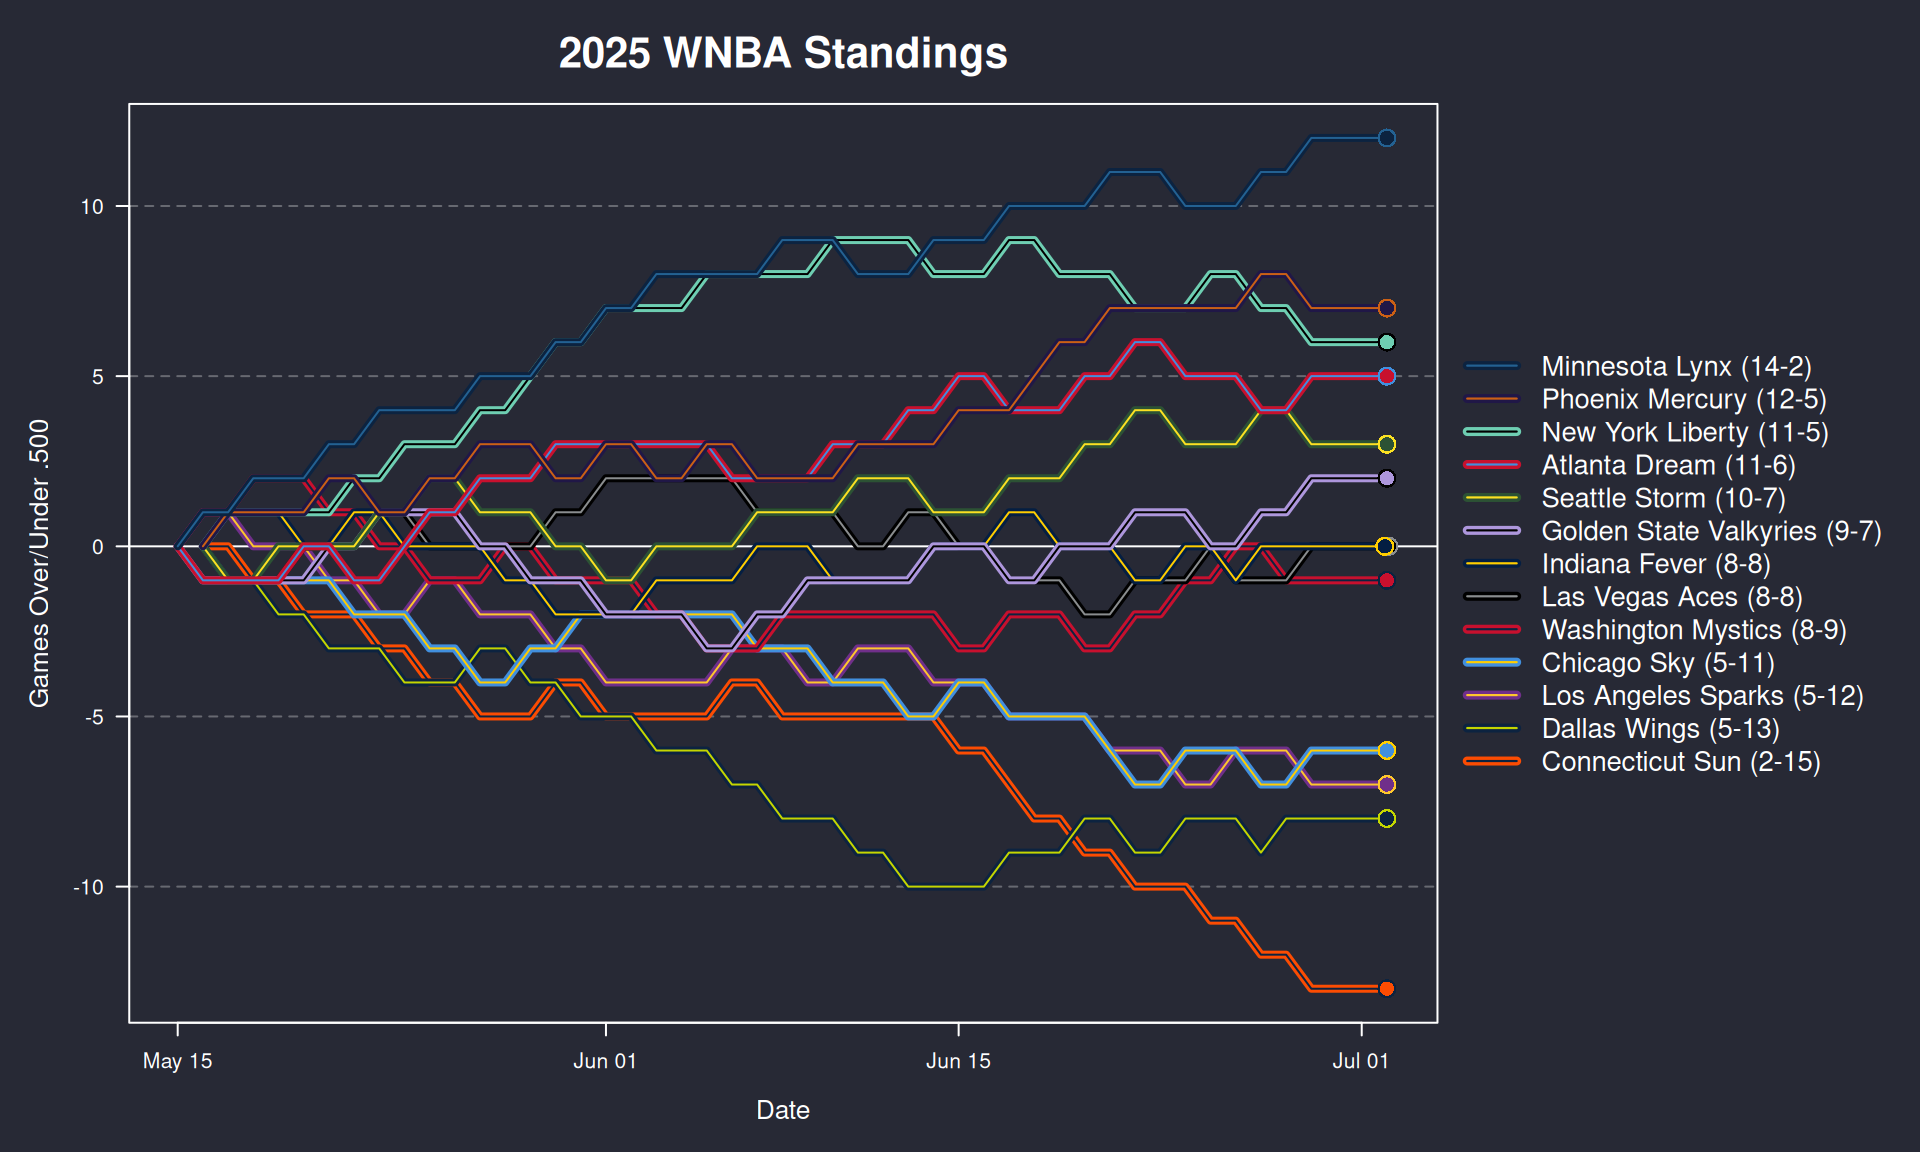 2025 WNBA Standings
Games Over/Under .500
10
5
0
-5
-10
May 15
Jun 01
Jun 15
Jul 01
Date
Minnesota Lynx (14-2)
Phoenix Mercury (12-5)
New York Liberty (11-5)
Atlanta Dream (11-6)
Seattle Storm (10-7)
Golden State Valkyries (9-7)
Indiana Fever (8-8)
Las Vegas Aces (8-8)
Washington Mystics (8-9)
Chicago Sky (5-11)
Los Angeles Sparks (5-12)
Dallas Wings (5-13)
Connecticut Sun (2-15)